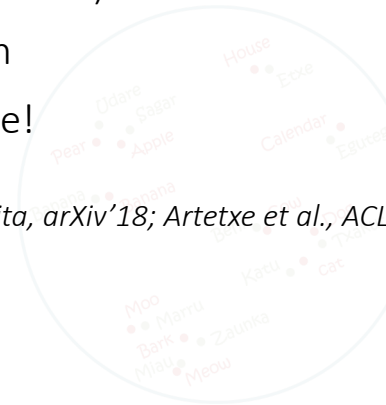 n
e!
ita, arXiv’18; Artetxe et al., ACL
House
Etxe
Udare
Sagar
Calendar
Pear
Apple
Banana
Banana
Katu
Cat
Moo
Marru
Bark
Zaunka
Miau
Meow